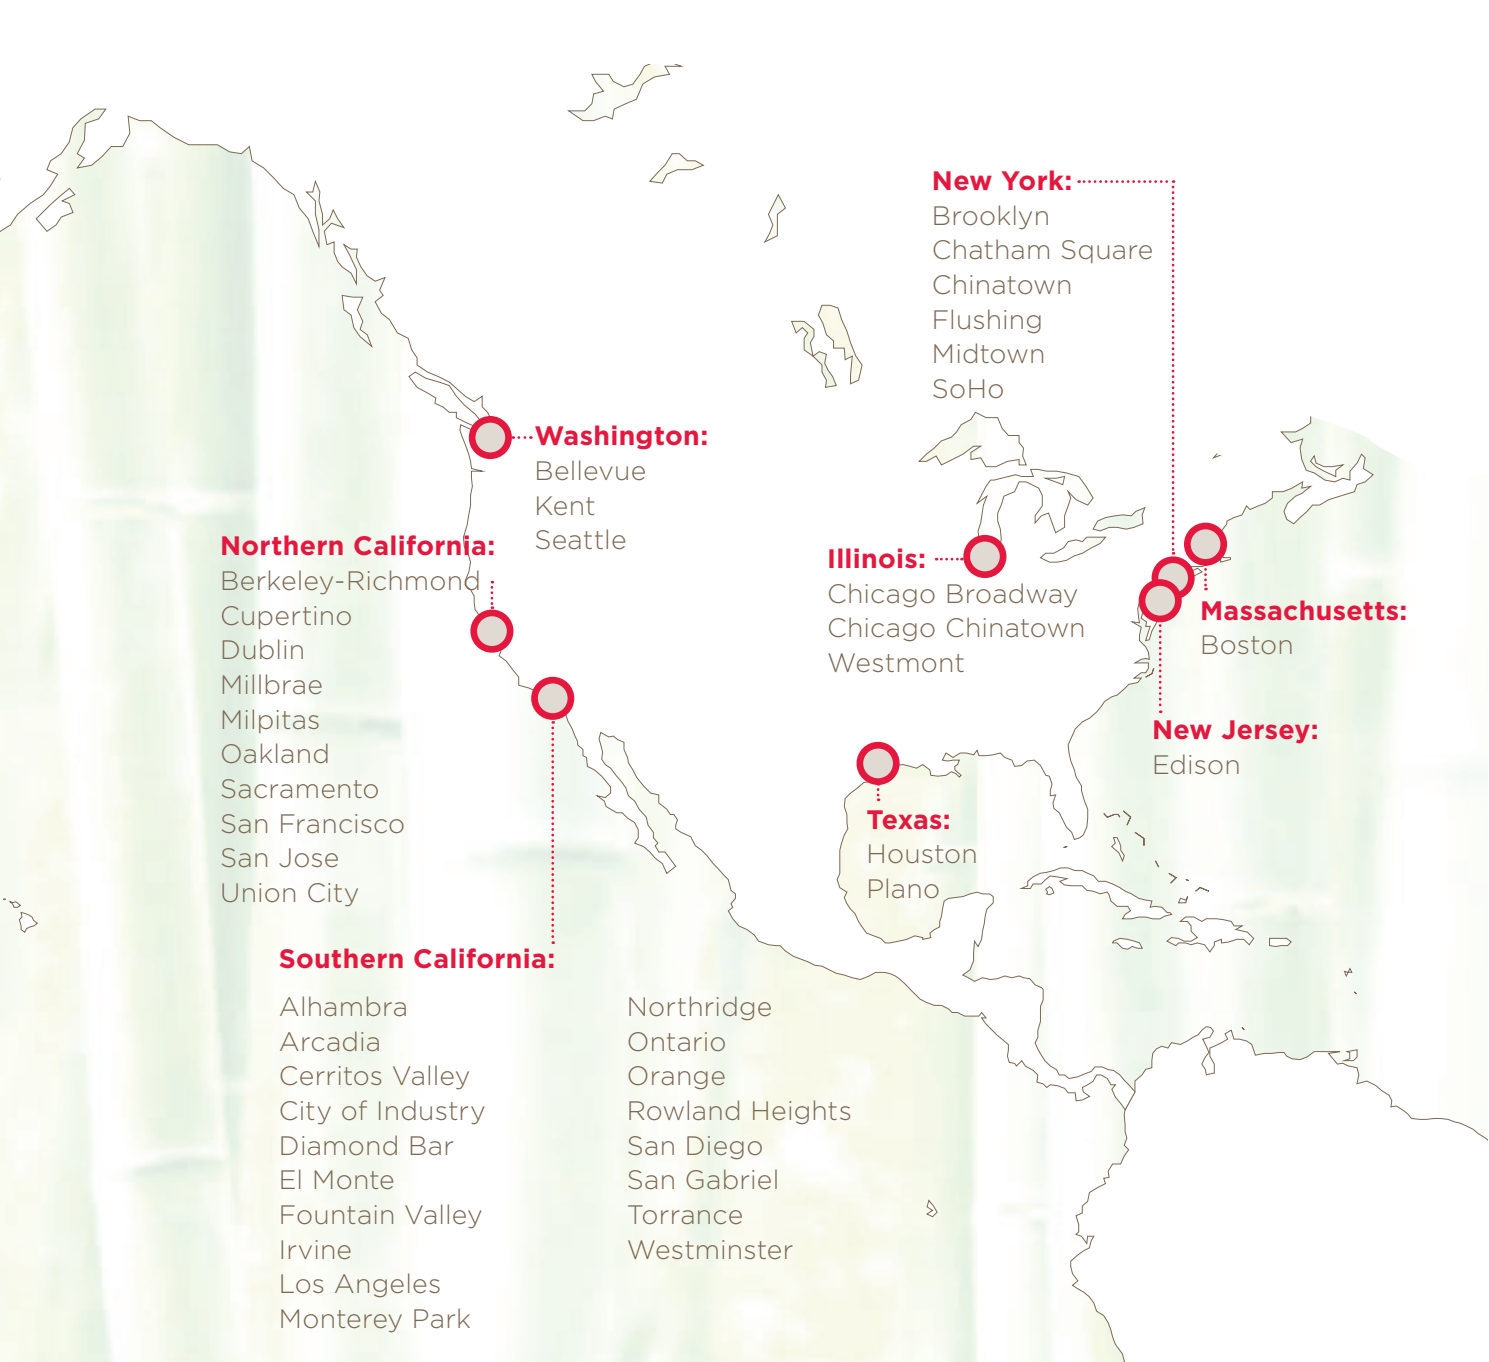 New York:
Brooklyn
Chatham Square
Chinatown
Flushing
Midtown
SoHo
Washington:
Bellevue
Kent
Seattle
Northern California:
Berkeley-Richmond
Cupertino
Dublin
Millbrae
Milpitas
Oakland
Sacramento
San Francisco
San Jose
Union City
Illinois:
Chicago Broadway
Chicago Chinatown
Westmont
Massachusetts:
Boston
New Jersey:
Edison
Texas:
Houston
Plano
Southern California:
Alhambra
Arcadia
Cerritos Valley
City of Industry
Diamond Bar
El Monte
Fountain Valley
Irvine
Los Angeles
Monterey Park
Northridge
Ontario
Orange
Rowland Heights
San Diego
San Gabriel
Torrance
Westminster